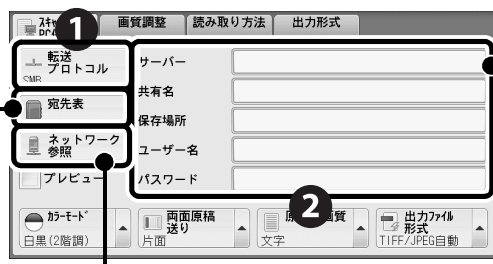 画質調整
読み取り方法
出力形式
1
転送
プロトコル
SMB
宛先表
ネットワーク
参照
プレビュー
サーバー
共有名
保存場所
ユーザー名
パスワード
2
カラーモード
白黒(2階調)
両面原稿
送り
片面
画質
文字
出力ファイル
形式
TIFF/JPEG自動